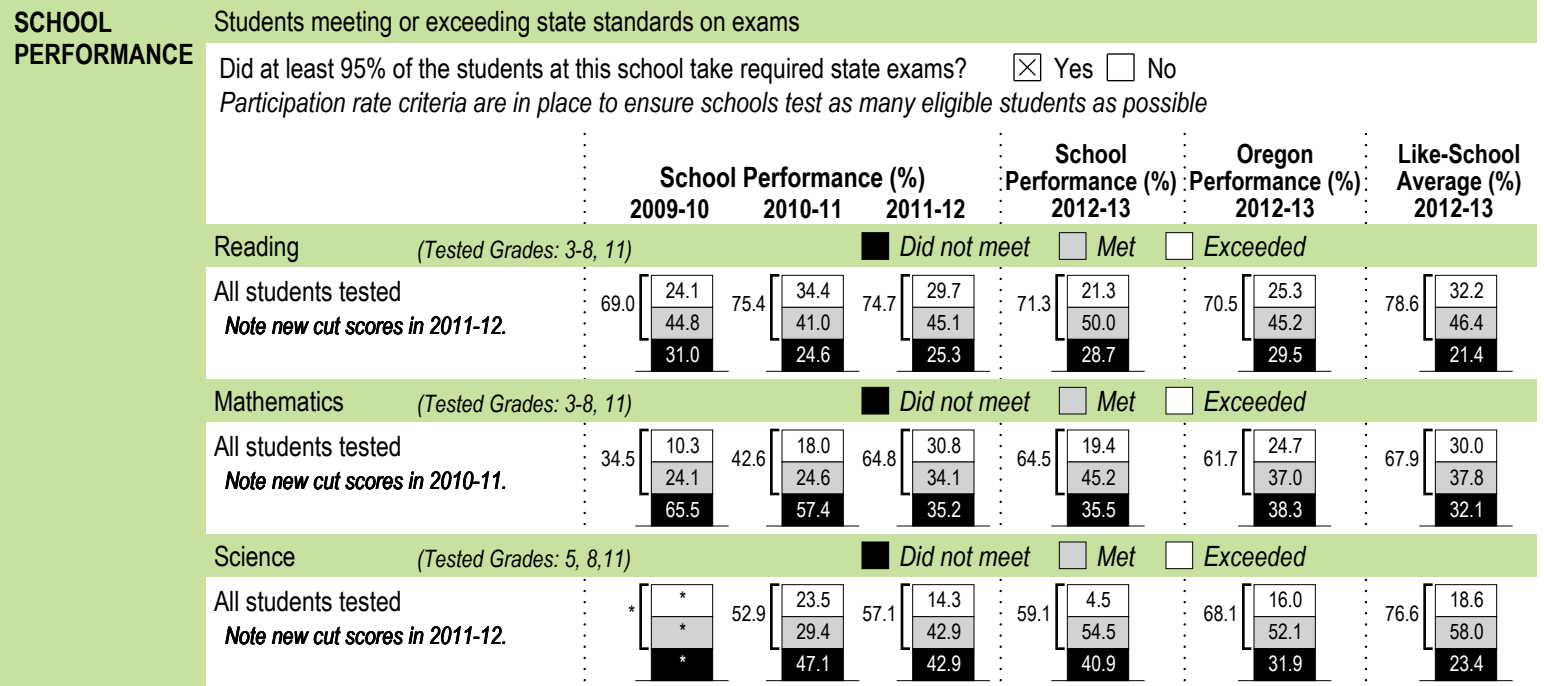 SCHOOL
PERFORMANCE
Students meeting or exceeding state standards on exams
Did at least 95% of the students at this school take required state exams? ☒ Yes ☐ No
Participation rate criteria are in place to ensure schools test as many eligible students as possible
School Performance (%)
2009-10 2010-11 2011-12
School
Performance (%)
2012-13
Oregon
Performance (%)
2012-13
Like-School
Average (%)
2012-13
Reading (Tested Grades: 3-8, 11) Did not meet Met Exceeded
All students tested
Note new cut scores in 2011-12.
69.0 24.1 75.4 34.4 74.7 29.7 71.3 21.3 70.5 25.3 78.6 32.2
44.8 41.0 45.1 50.0 45.2 46.4
31.0 24.6 25.3 28.7 29.5 21.4
Mathematics (Tested Grades: 3-8, 11) Did not meet Met Exceeded
All students tested
Note new cut scores in 2010-11.
34.5 10.3 42.6 18.0 64.8 30.8 64.5 19.4 61.7 24.7 67.9 30.0
24.1 24.6 34.1 45.2 37.0 37.8
65.5 57.4 35.2 35.5 38.3 32.1
Science (Tested Grades: 5, 8,11) Did not meet Met Exceeded
All students tested
Note new cut scores in 2011-12.
* * 52.9 23.5 57.1 14.3 59.1 4.5 68.1 16.0 76.6 18.6
* 29.4 42.9 54.5 52.1 58.0
* 47.1 42.9 40.9 31.9 23.4